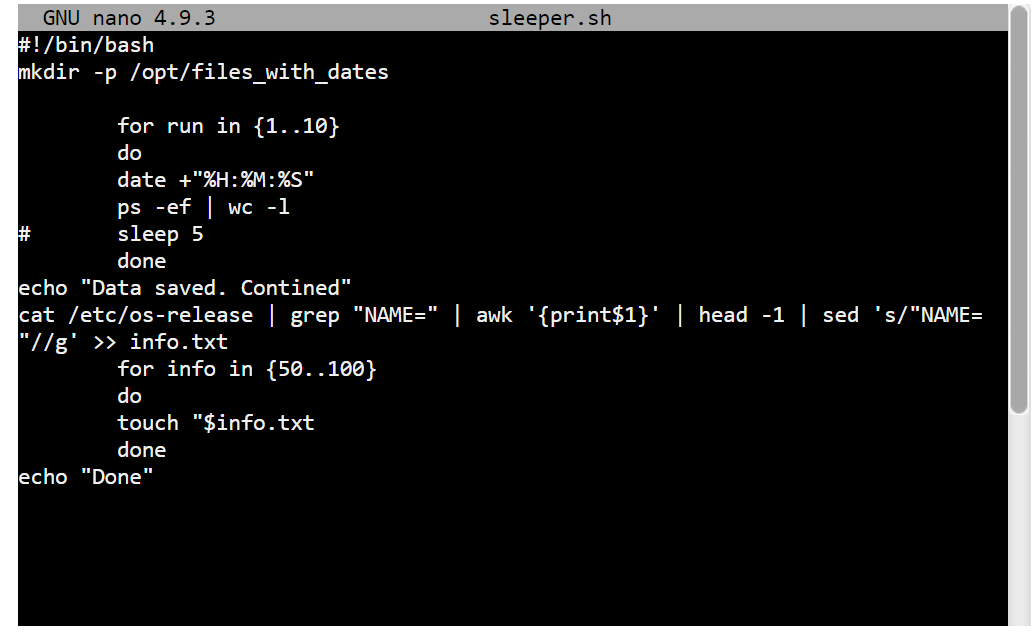 GNU nano 4.9.3 sleeper.sh
#!/bin/bash
mkdir -p /opt/files_with_dates
for run in {1..10}
do
date +"%H:%M:%S"
ps -ef | wc -l
# sleep 5
done
echo "Data saved. Contined"
cat /etc/os-release | grep "NAME=" | awk '{print$1}' | head -1 | sed 's/"NAME=
"//g' >> info.txt
for info in {50..100}
do
touch "$info.txt
done
echo "Done"